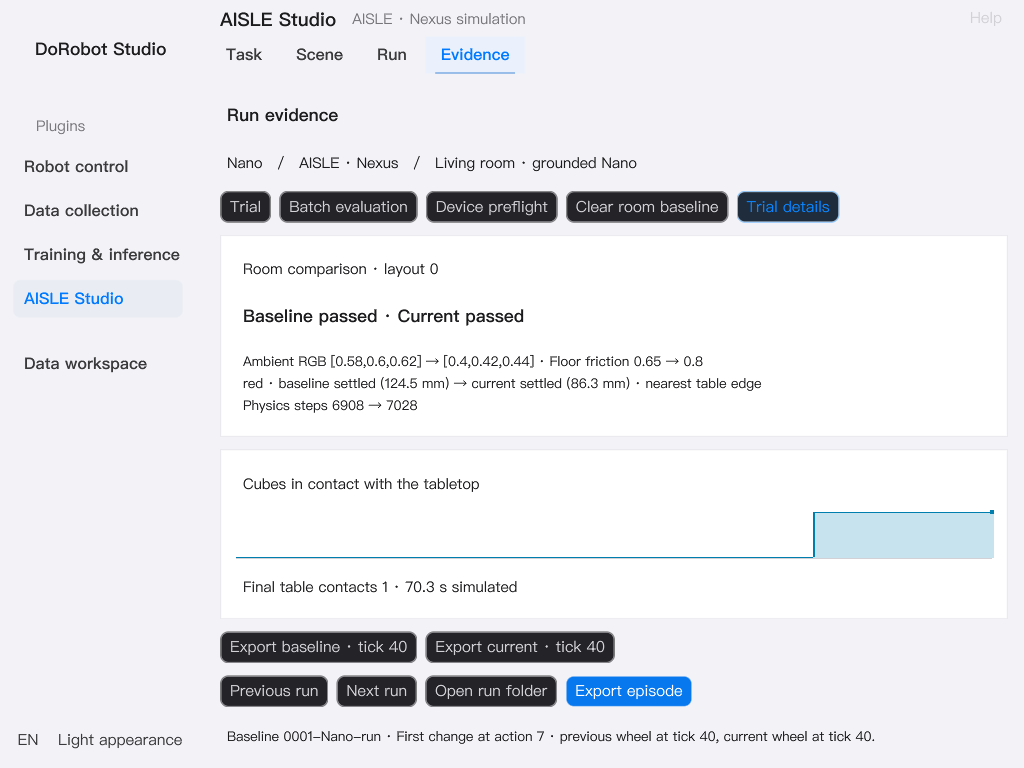 AISLE Studio AISLE · Nexus simulation Help
DoRobot Studio
Task Scene Run Evidence
Run evidence
Plugins
Robot control
Data collection
Training & inference
AISLE Studio
Data workspace
Nano / AISLE · Nexus / Living room · grounded Nano
Trial Batch evaluation Device preflight Clear room baseline Trial details
Room comparison · layout 0
Baseline passed · Current passed
Ambient RGB [0.58,0.6,0.62] → [0.4,0.42,0.44] · Floor friction 0.65 → 0.8
red · baseline settled (124.5 mm) → current settled (86.3 mm) · nearest table edge
Physics steps 6908 → 7028
Cubes in contact with the tabletop
Final table contacts 1 · 70.3 s simulated
Export baseline · tick 40 Export current · tick 40
Previous run Next run Open run folder Export episode
EN Light appearance
Baseline 0001-Nano-run · First change at action 7 · previous wheel at tick 40, current wheel at tick 40.